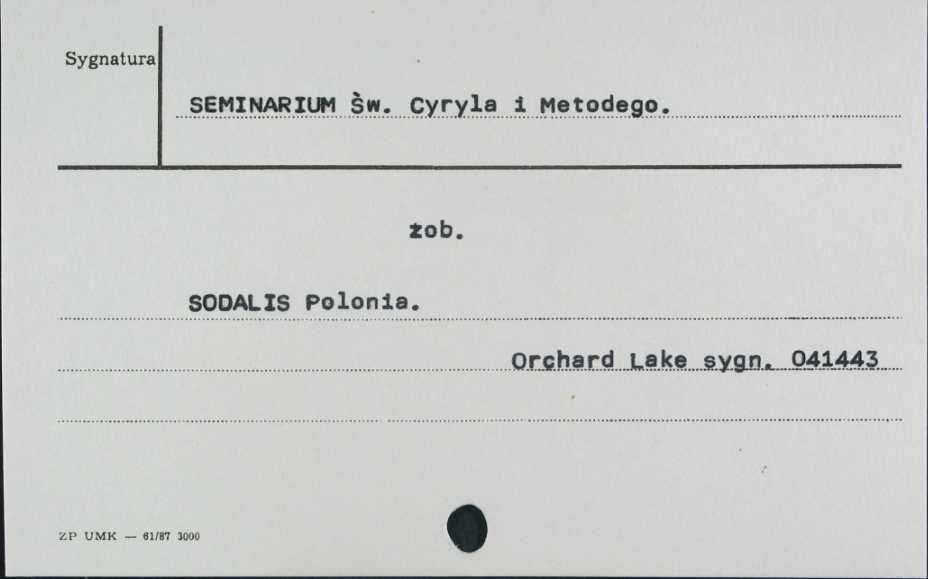 Sygnatura
SEMINARIUM Św. Cyryla i Metodego.
zob.
SODALIS Polonia.
Orchard Lake sygn. 041443
ZP UMK — 61/87 3000